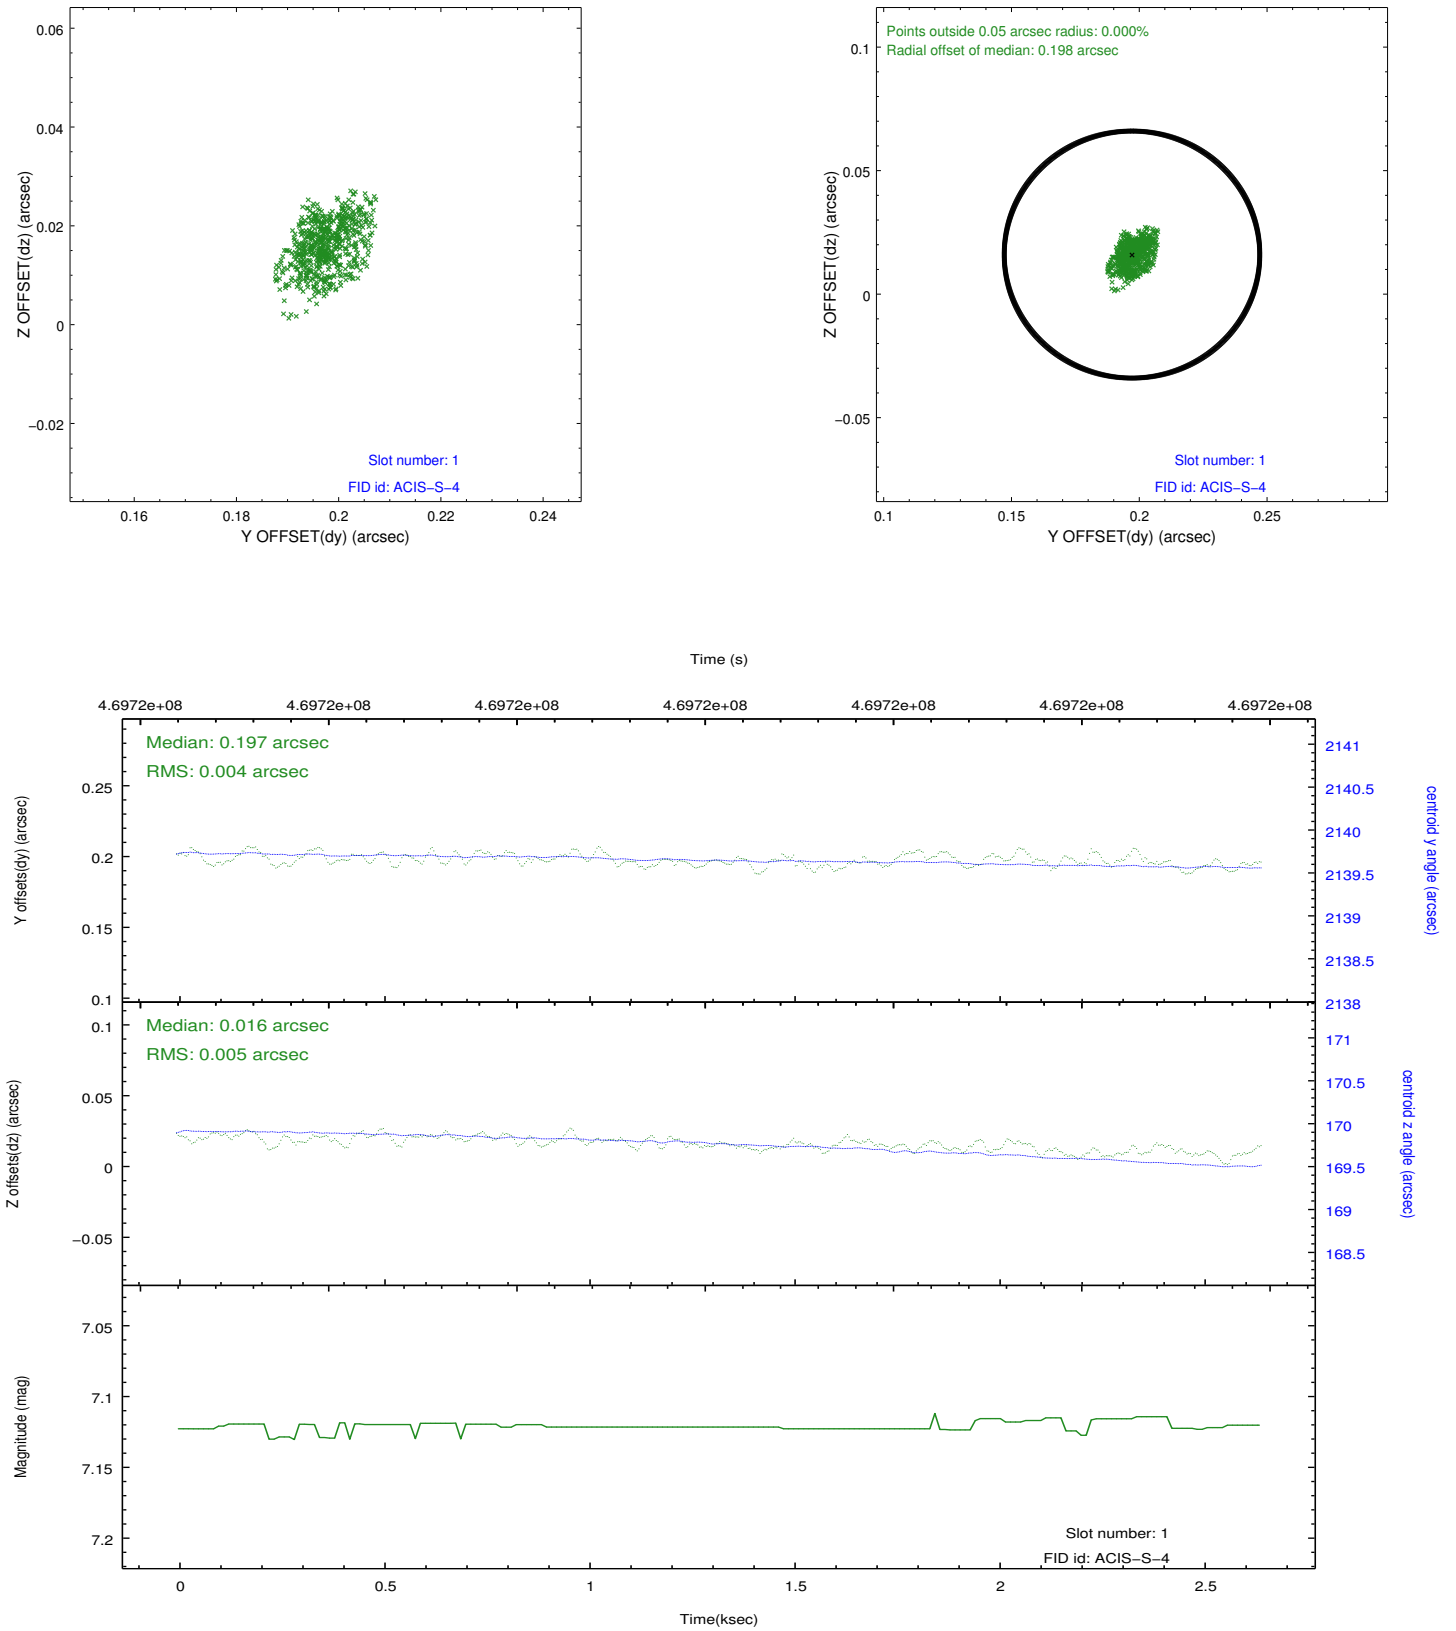 0.06
0.04
0.02
0
−0.02
Z OFFSET(dz) (arcsec)
Slot number: 1
FID id: ACIS−S−4
0.16 0.18 0.2 0.22 0.24
Y OFFSET(dy) (arcsec)
Points outside 0.05 arcsec radius: 0.000%
Radial offset of median: 0.198 arcsec
0.1
0.05
0
−0.05
Z OFFSET(dz) (arcsec)
Slot number: 1
FID id: ACIS−S−4
0.1 0.15 0.2 0.25
Y OFFSET(dy) (arcsec)
Time (s)
4.6972e+08 4.6972e+08 4.6972e+08 4.6972e+08 4.6972e+08 4.6972e+08 4.6972e+08
Median: 0.197 arcsec
RMS: 0.004 arcsec
0.25
0.2
0.15
0.1
Y offsets(dy) (arcsec)
2141
2140.5
2140
2139.5
2139
2138.5
2138
centroid y angle (arcsec)
Median: 0.016 arcsec
RMS: 0.005 arcsec
0.1
0.05
0
−0.05
Z offsets(dz) (arcsec)
171
170.5
170
169.5
169
168.5
centroid z angle (arcsec)
7.05
7.1
7.15
7.2
Magnitude (mag)
Slot number: 1
FID id: ACIS−S−4
0 0.5 1 1.5 2 2.5
Time(ksec)